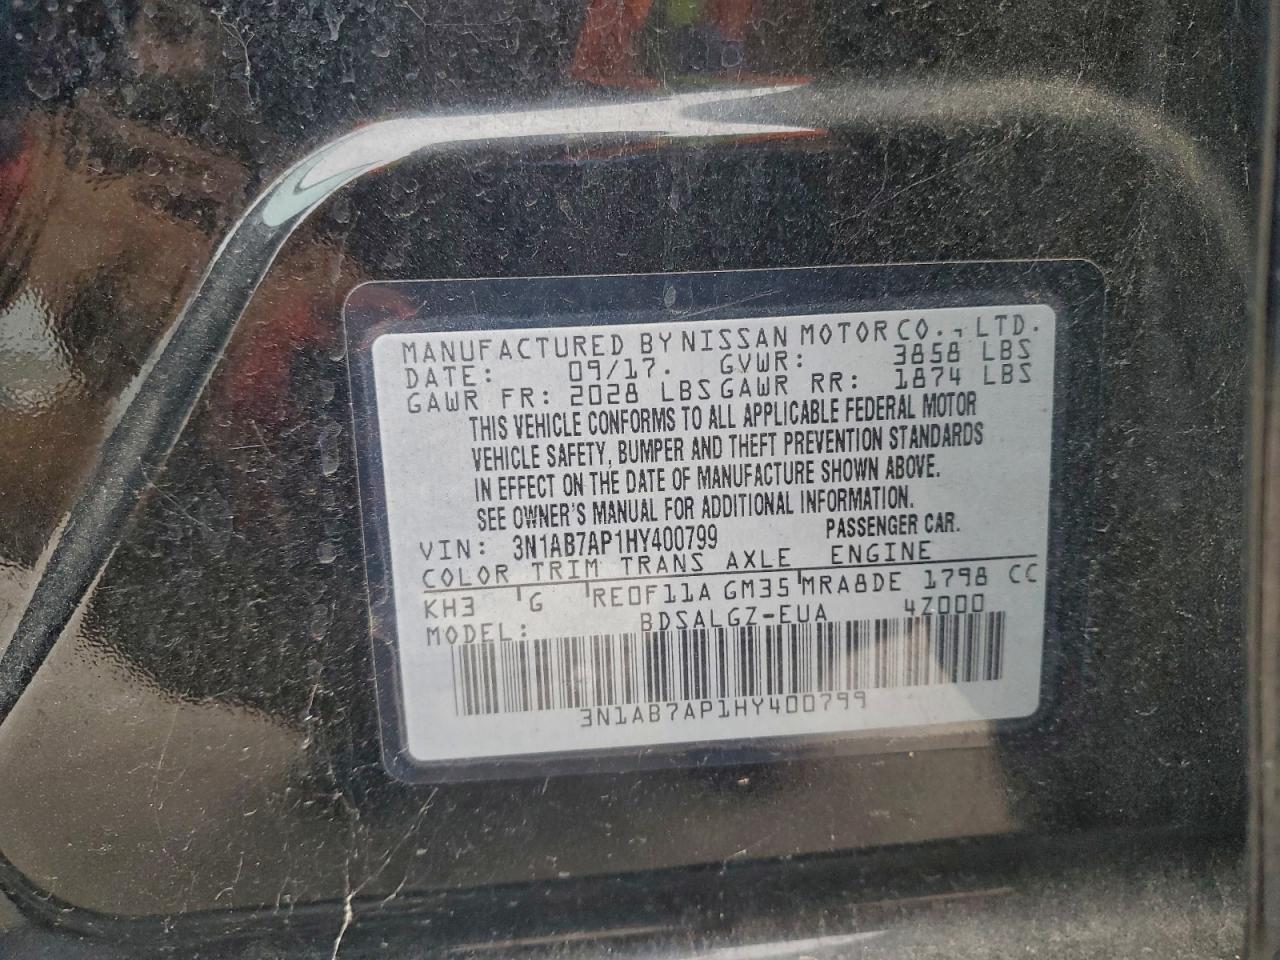 MANUFACTURED BY NISSAN MOTOR CO., LTD.
DATE: 09/17. GVWR: 3858 LBS
GAWR FR: 2028 LBS GAWR RR: 1874 LBS
THIS VEHICLE CONFORMS TO ALL APPLICABLE FEDERAL MOTOR
VEHICLE SAFETY, BUMPER AND THEFT PREVENTION STANDARDS
IN EFFECT ON THE DATE OF MANUFACTURE SHOWN ABOVE.
SEE OWNER'S MANUAL FOR ADDITIONAL INFORMATION.
VIN: 3N1AB7AP1HY400799 PASSENGER CAR.
COLOR TRIM TRANS AXLE ENGINE
KH3 G RE0F11A GM35 MRA8DE 1798 CC
MODEL: BDSALGZ-EUA 4Z000
3N1AB7AP1HY400799